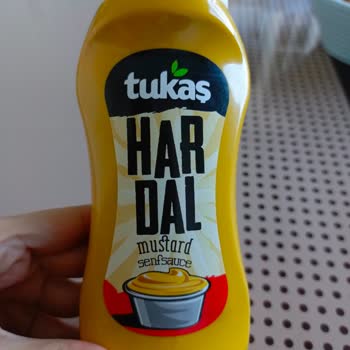 tukaş
HAR
DAL
mustard
senfsauce